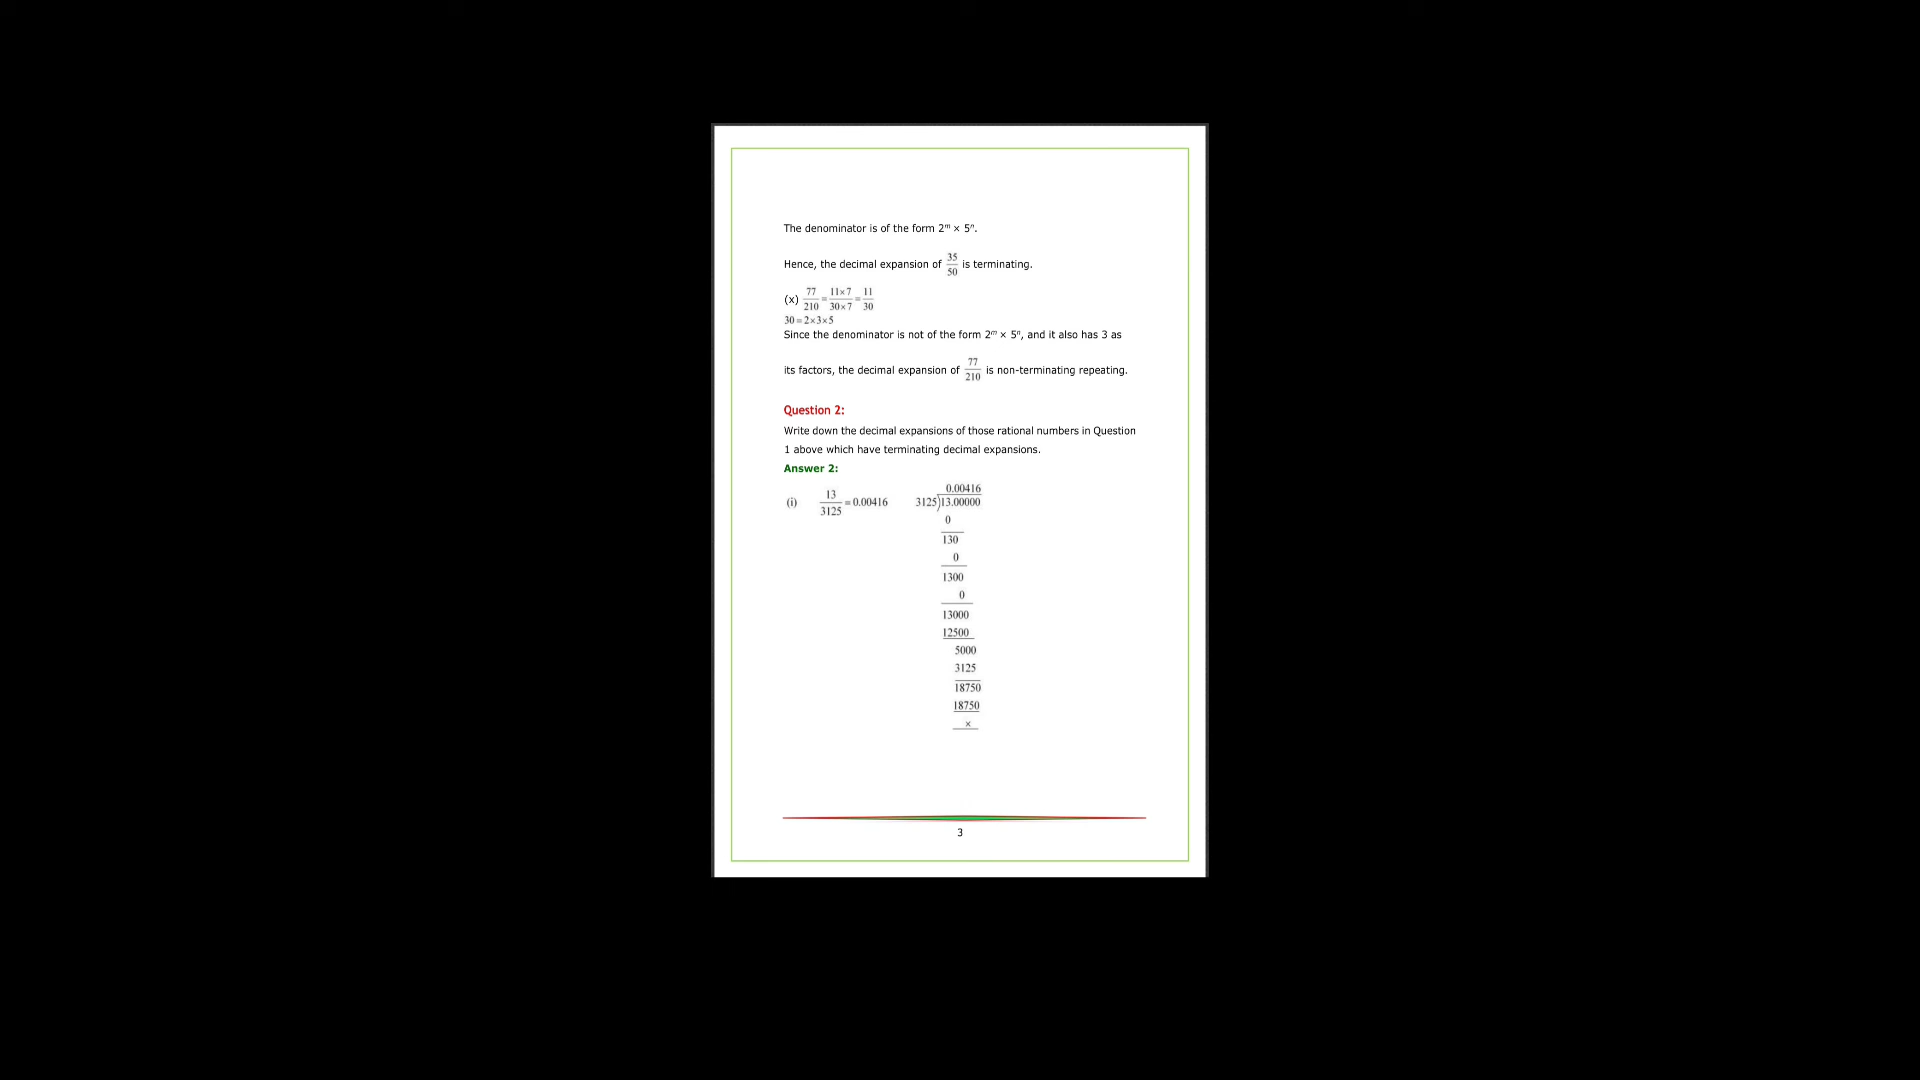 The denominator is of the form 2ᵐ × 5ⁿ.
Hence, the decimal expansion of 35/50 is terminating.
(x) 77/210 = 11×7/30×7 = 11/30
30 = 2×3×5
Since the denominator is not of the form 2ᵐ × 5ⁿ, and it also has 3 as
its factors, the decimal expansion of 77/210 is non-terminating repeating.
Question 2:
Write down the decimal expansions of those rational numbers in Question
1 above which have terminating decimal expansions.
Answer 2:
(i) 13/3125 = 0.00416
0.00416
3125)13.00000
0
130
0
1300
0
13000
12500
5000
3125
18750
18750
×
3